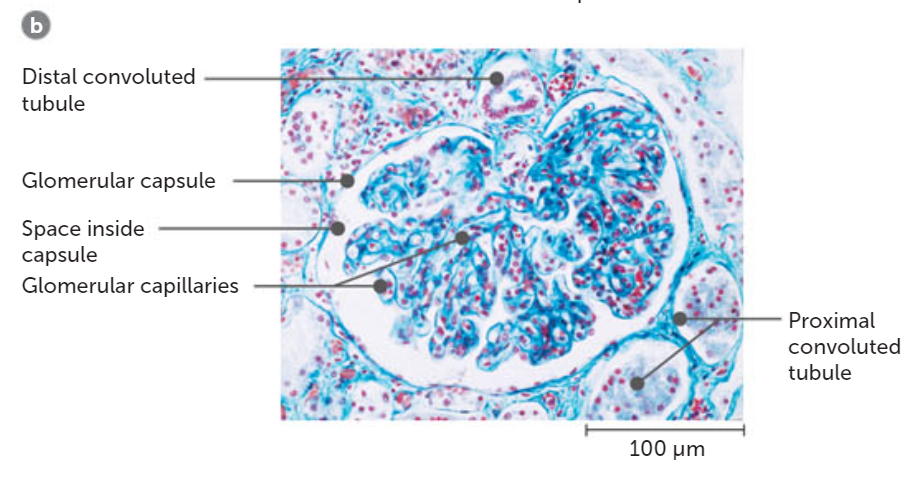 b
Distal convoluted
tubule
Glomerular capsule
Space inside
capsule
Glomerular capillaries
Proximal
convoluted
tubule
100 µm